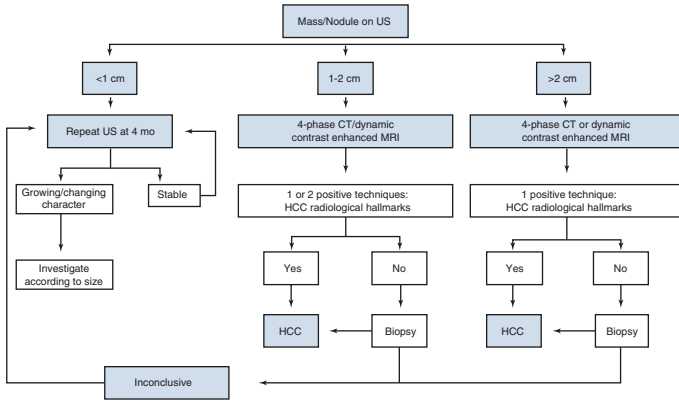 Mass/Nodule on US
<1 cm
1-2 cm
>2 cm
Repeat US at 4 mo
4-phase CT/dynamic
contrast enhanced MRI
4-phase CT or dynamic
contrast enhanced MRI
Growing/changing
character
Stable
1 or 2 positive techniques:
HCC radiological hallmarks
1 positive technique:
HCC radiological hallmarks
Investigate
according to size
Yes
No
Yes
No
HCC
Biopsy
HCC
Biopsy
Inconclusive